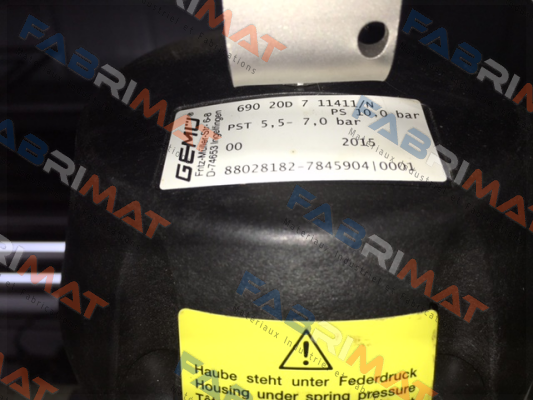 GEMÜ®
Fritz-Müller-Str. 6-8
D-74653 Ingelfingen
690 20D 7 11411/N
PS 10,0 bar
PST 5,5- 7,0 bar
00 2015
88028182-7845904|0001
Haube steht unter Federdruck
Housing under spring pressure
FABRIMAT